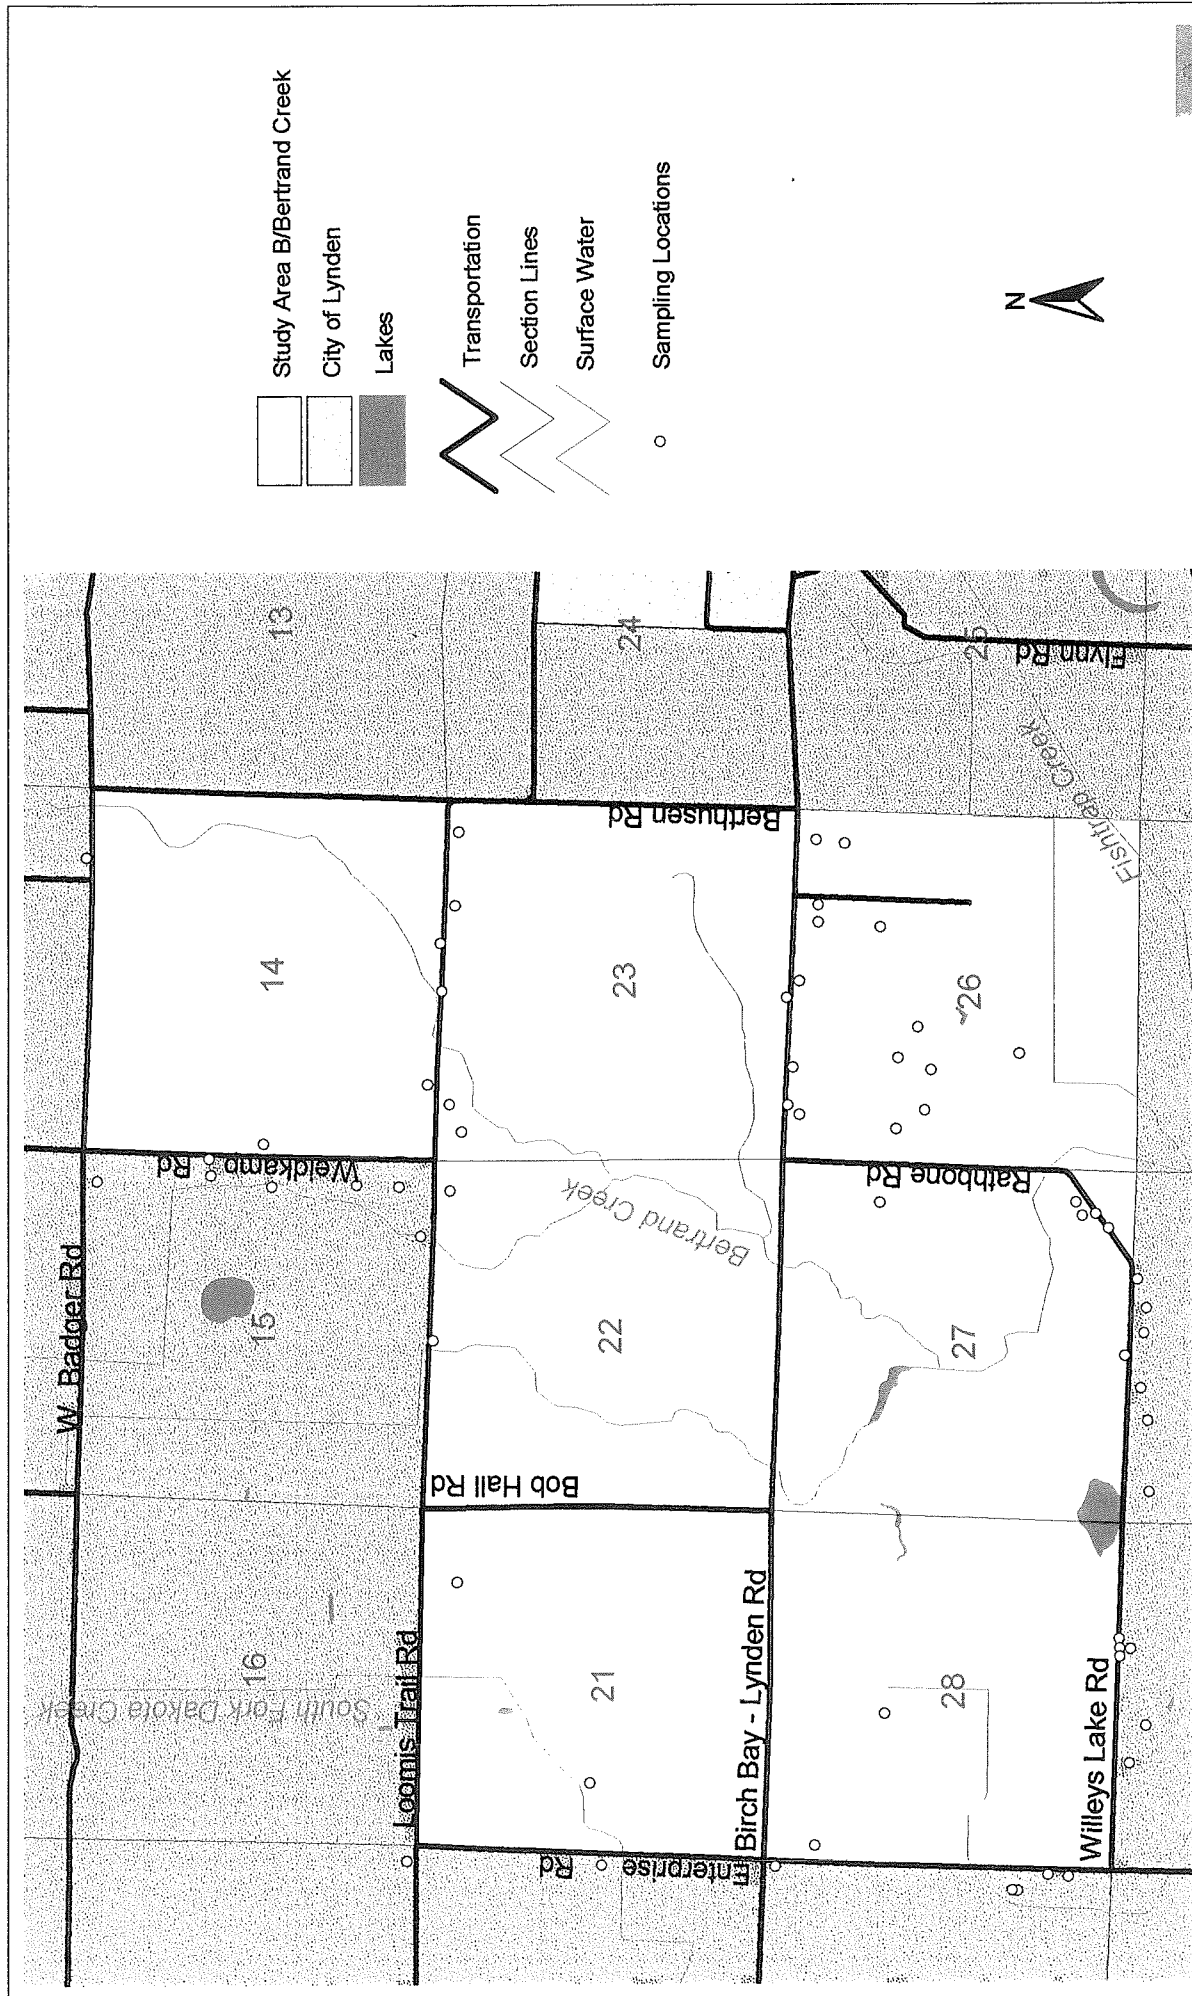 Study Area B/Bertrand Creek
City of Lynden
Lakes
Transportation
Section Lines
Surface Water
Sampling Locations
N
W. Badger Rd
Loomis Trail Rd
Birch Bay - Lynden Rd
Willeys Lake Rd
Enterprise Rd
Bob Hall Rd
Weidkamp Rd
Rathbone Rd
Berthusen Rd
Flynn Rd
South Fork Dakota Creek
Bertrand Creek
Fishtrap Creek
16
15
14
13
21
22
23
24
28
27
26
25
9